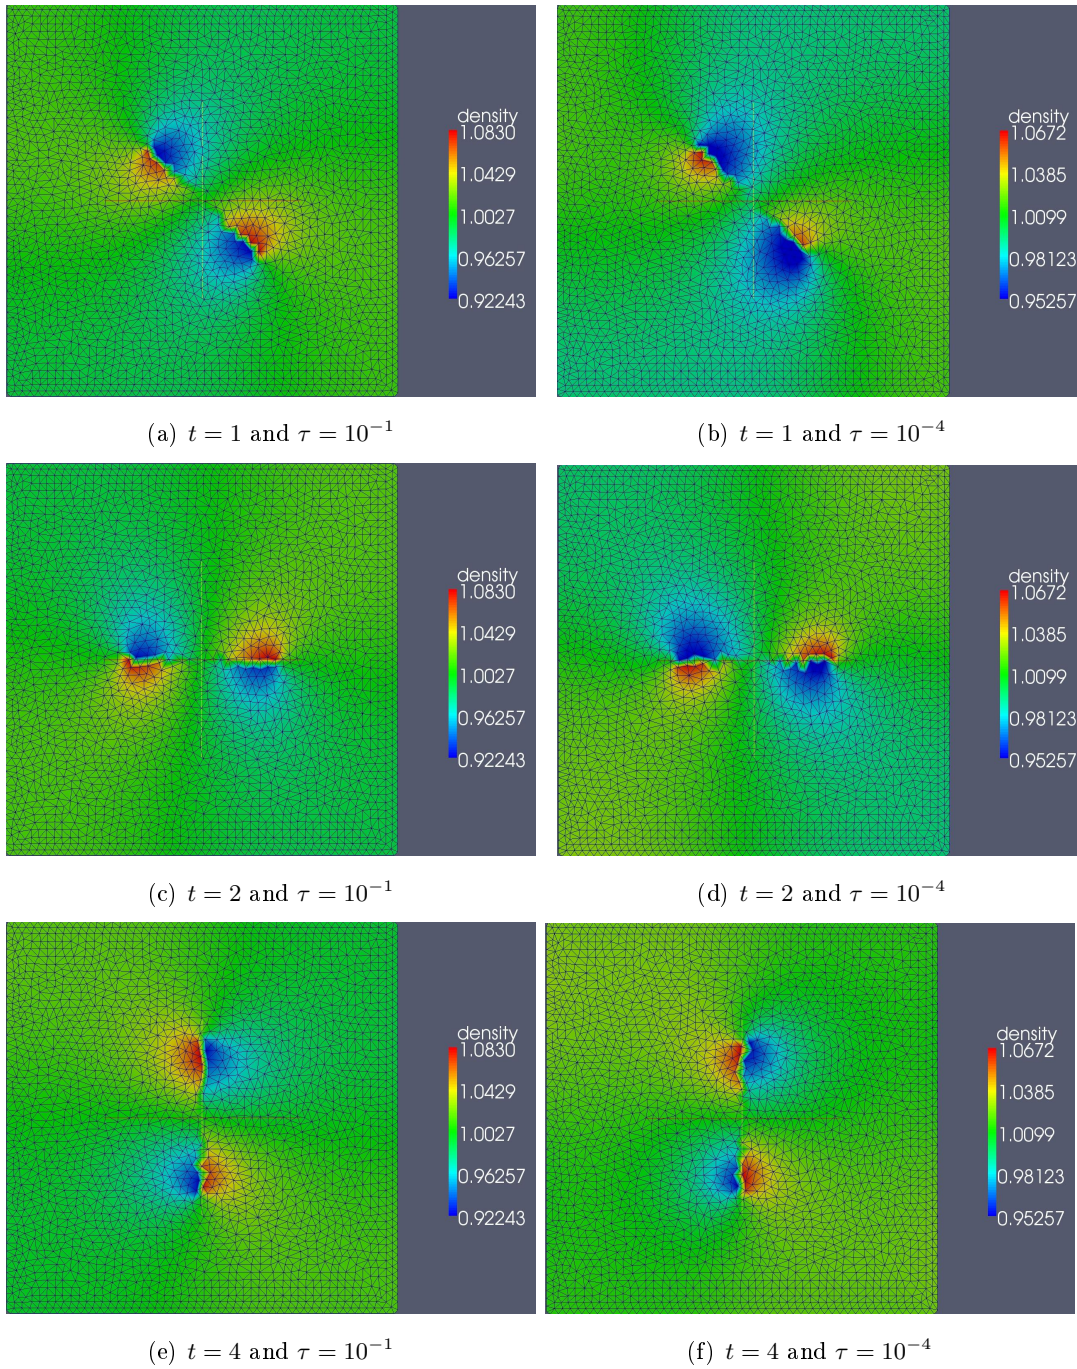 density
1.0830
1.0429
1.0027
0.96257
0.92243
density
1.0672
1.0385
1.0099
0.98123
0.95257
(a) t = 1 and τ = 10⁻¹
(b) t = 1 and τ = 10⁻⁴
density
1.0830
1.0429
1.0027
0.96257
0.92243
density
1.0672
1.0385
1.0099
0.98123
0.95257
(c) t = 2 and τ = 10⁻¹
(d) t = 2 and τ = 10⁻⁴
density
1.0830
1.0429
1.0027
0.96257
0.92243
density
1.0672
1.0385
1.0099
0.98123
0.95257
(e) t = 4 and τ = 10⁻¹
(f) t = 4 and τ = 10⁻⁴